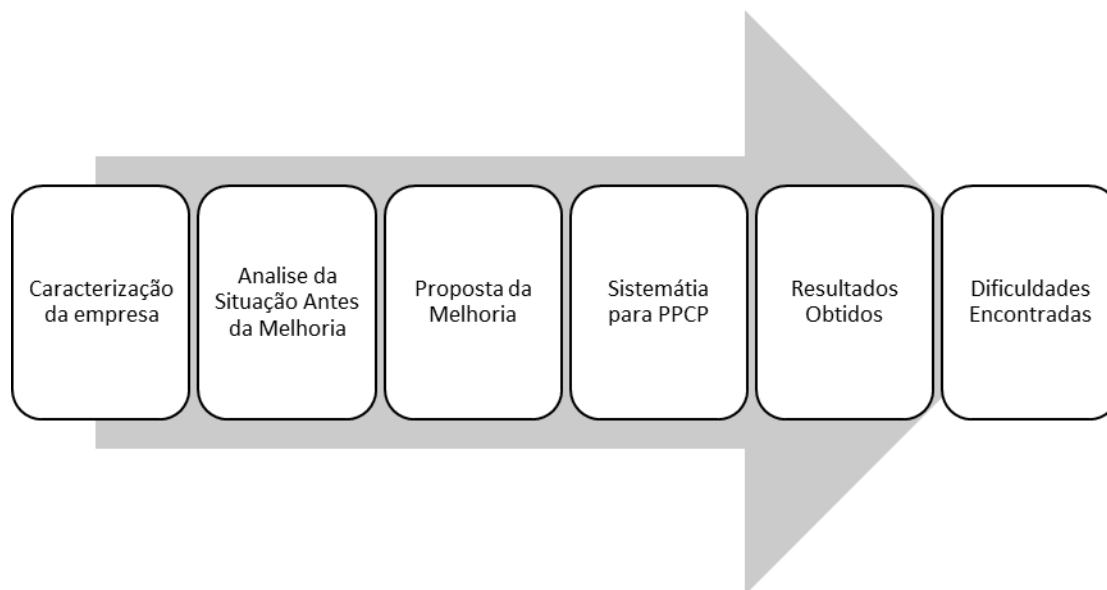 Caracterização
da empresa
Analise da
Situação Antes
da Melhoria
Proposta da
Melhoria
Sistemátia
para PPCP
Resultados
Obtidos
Dificuldades
Encontradas